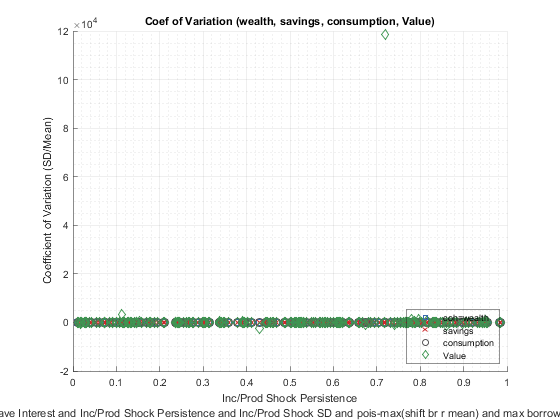 Coef of Variation (wealth, savings, consumption, Value)
×10⁴
12
10
8
6
4
2
0
-2
Coefficient of Variation (SD/Mean)
0 0.1 0.2 0.3 0.4 0.5 0.6 0.7 0.8 0.9 1
coh=wealth
savings
consumption
Value
Inc/Prod Shock Persistence
ave Interest and Inc/Prod Shock Persistence and Inc/Prod Shock SD and pois-max(shift br r mean) and max borrow